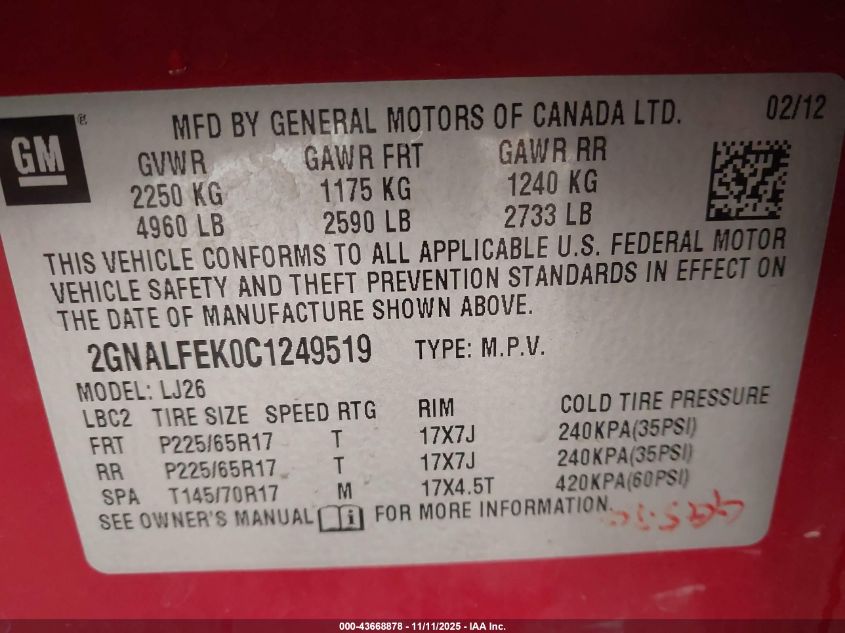 GM®
MFD BY GENERAL MOTORS OF CANADA LTD. 02/12
GVWR GAWR FRT GAWR RR
2250 KG 1175 KG 1240 KG
4960 LB 2590 LB 2733 LB
THIS VEHICLE CONFORMS TO ALL APPLICABLE U.S. FEDERAL MOTOR
VEHICLE SAFETY AND THEFT PREVENTION STANDARDS IN EFFECT ON
THE DATE OF MANUFACTURE SHOWN ABOVE.
2GNALFEK0C1249519 TYPE: M.P.V.
MODEL: LJ26
LBC2 TIRE SIZE SPEED RTG RIM COLD TIRE PRESSURE
FRT P225/65R17 T 17X7J 240KPA(35PSI)
RR P225/65R17 T 17X7J 240KPA(35PSI)
SPA T145/70R17 M 17X4.5T 420KPA(60PSI)
SEE OWNER'S MANUAL i FOR MORE INFORMATION.
000-43668878 - 11/11/2025 - IAA Inc.